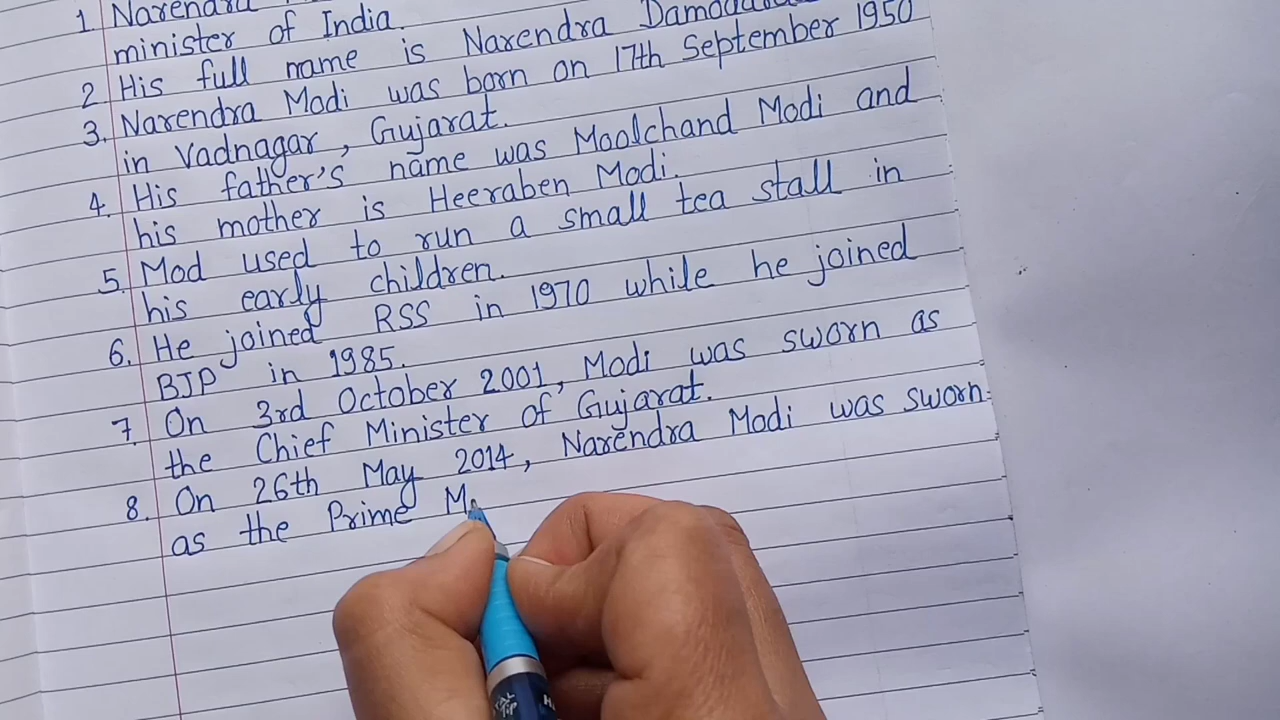 1. Narendra
minister of India.
2. His full name is Narendra
3. Narendra Modi was born on 17th September 1950
in Vadnagar, Gujarat.
4. His father's name was Moolchand Modi and
his mother is Heeraben Modi.
5. Mod used to run a small tea stall in
his early children.
6. He joined RSS in 1970 while he joined
BJP in 1985.
7. On 3rd October 2001, Modi was sworn as
the Chief Minister of Gujarat.
8. On 26th May 2014, Narendra Modi was sworn
as the Prime M